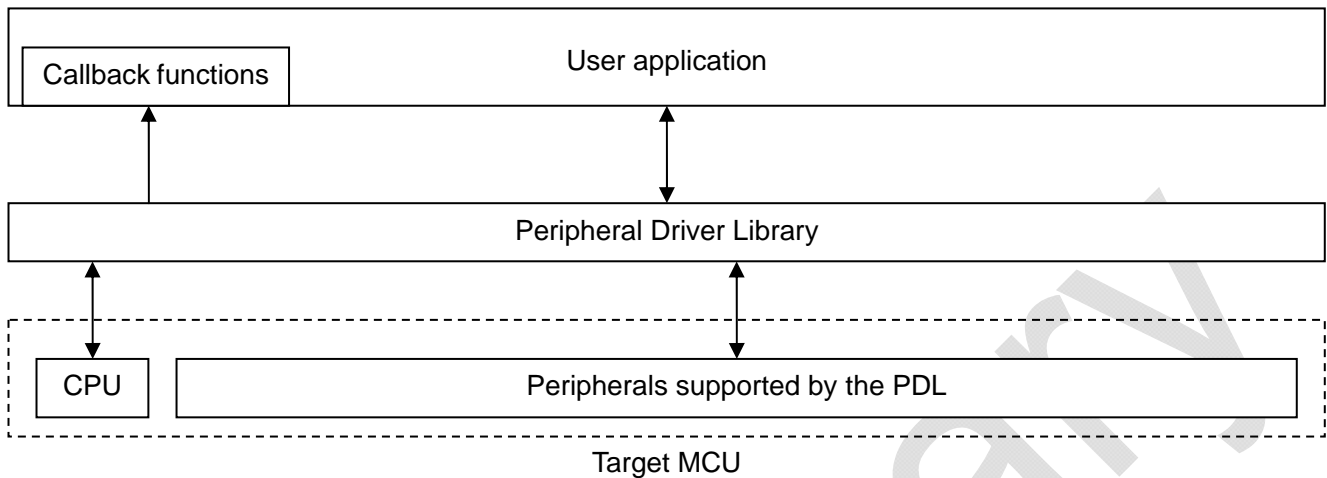 User application
Callback functions
Peripheral Driver Library
CPU
Peripherals supported by the PDL
Target MCU